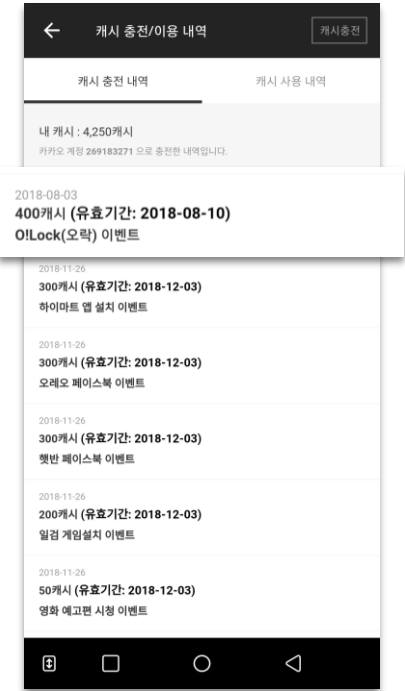 캐시 충전/이용 내역
캐시충전
캐시 충전 내역
캐시 사용 내역
내 캐시 : 4,250캐시
카카오 계정 269183271 으로 충전한 내역입니다.
2018-08-03
400캐시 (유효기간: 2018-08-10)
O!Lock(오락) 이벤트
2018-11-26
300캐시 (유효기간: 2018-12-03)
하이마트 앱 설치 이벤트
2018-11-26
300캐시 (유효기간: 2018-12-03)
오레오 페이스북 이벤트
2018-11-26
300캐시 (유효기간: 2018-12-03)
햇반 페이스북 이벤트
2018-11-26
200캐시 (유효기간: 2018-12-03)
일검 게임설치 이벤트
2018-11-26
50캐시 (유효기간: 2018-12-03)
영화 예고편 시청 이벤트